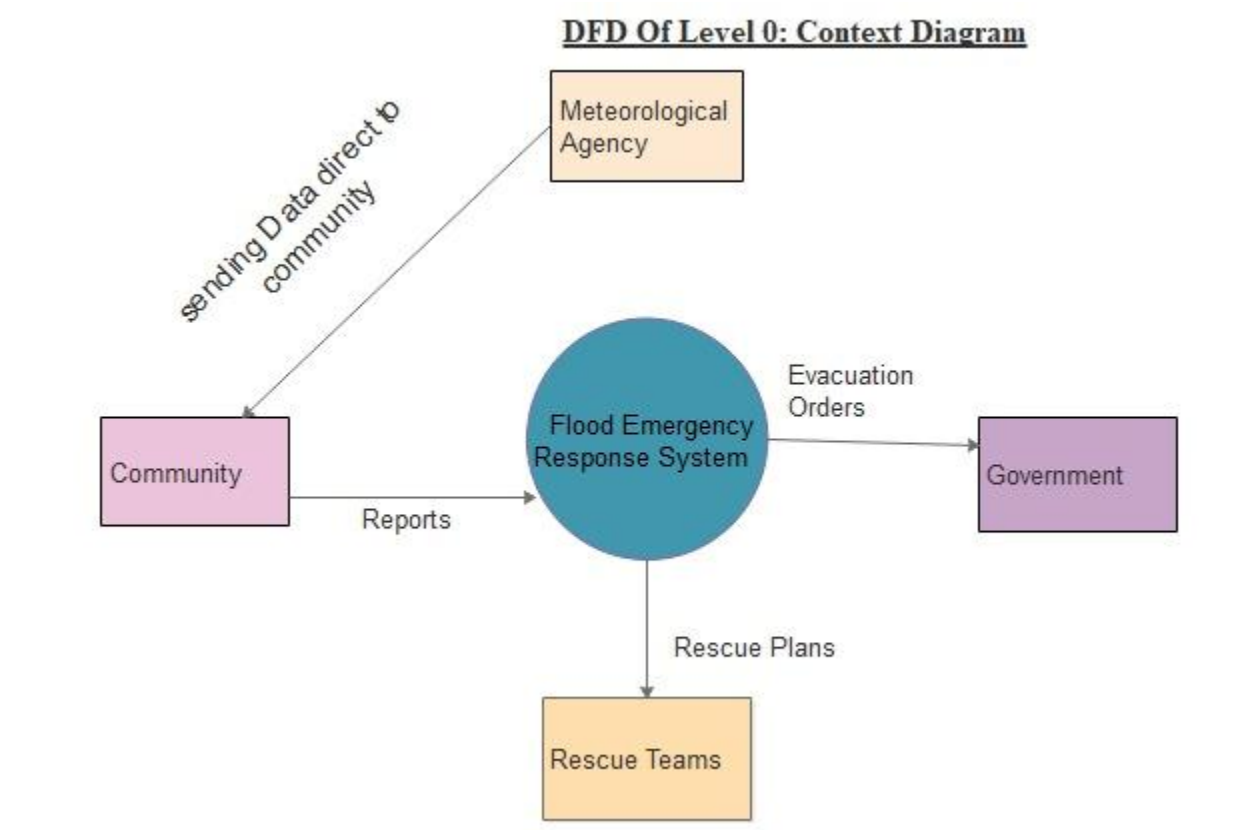 DFD Of Level 0: Context Diagram
Meteorological
Agency
sending Data direct to
community
Evacuation
Orders
Flood Emergency
Response System
Community
Government
Reports
Rescue Plans
Rescue Teams